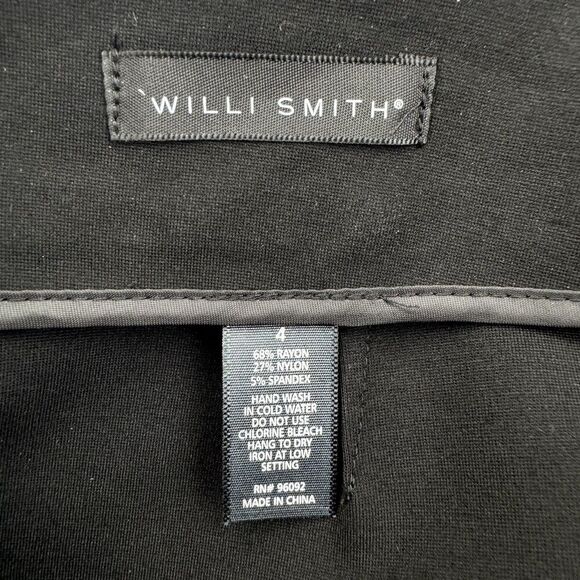 WILLI SMITH®
4
68% RAYON
27% NYLON
5% SPANDEX
HAND WASH
IN COLD WATER
DO NOT USE
CHLORINE BLEACH
HANG TO DRY
IRON AT LOW
SETTING
RN# 96092
MADE IN CHINA